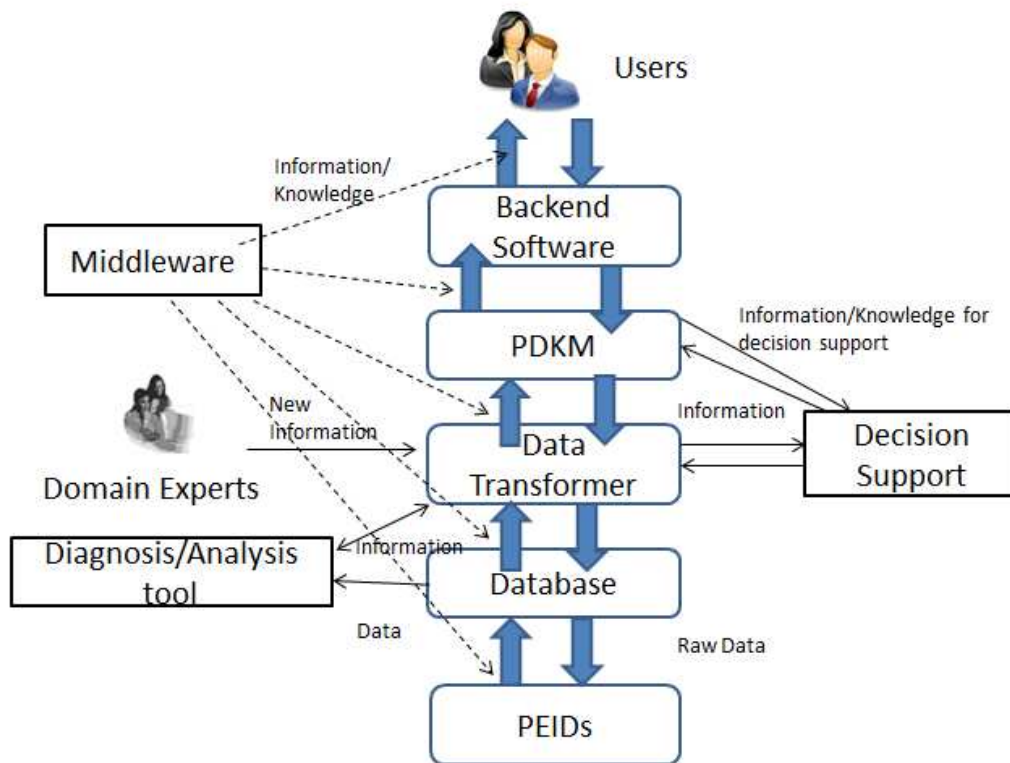 Users
Information/
Knowledge
Backend
Software
Middleware
PDKM
Information/Knowledge for
decision support
New
Information
Information
Data
Transformer
Decision
Support
Domain Experts
Diagnosis/Analysis
tool
Information
Database
Data
Raw Data
PEIDs